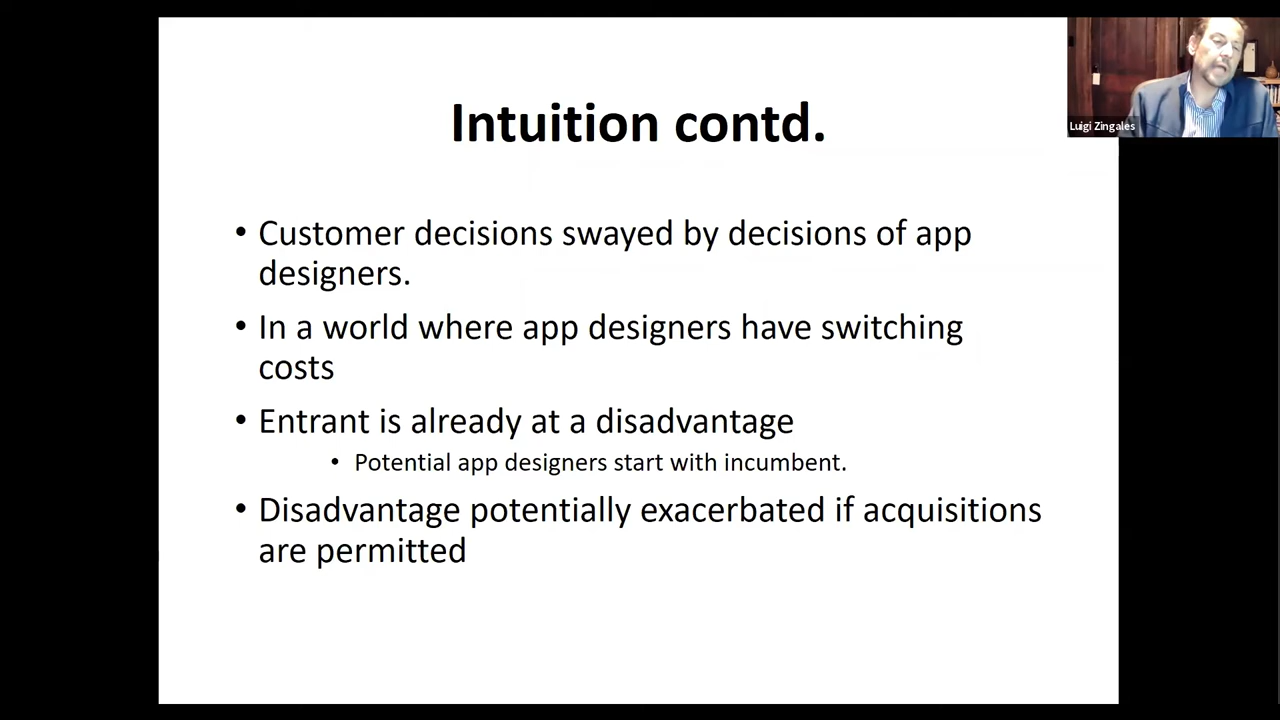 Intuition contd.
Luigi Zingales
• Customer decisions swayed by decisions of app
designers.
• In a world where app designers have switching
costs
• Entrant is already at a disadvantage
• Potential app designers start with incumbent.
• Disadvantage potentially exacerbated if acquisitions
are permitted